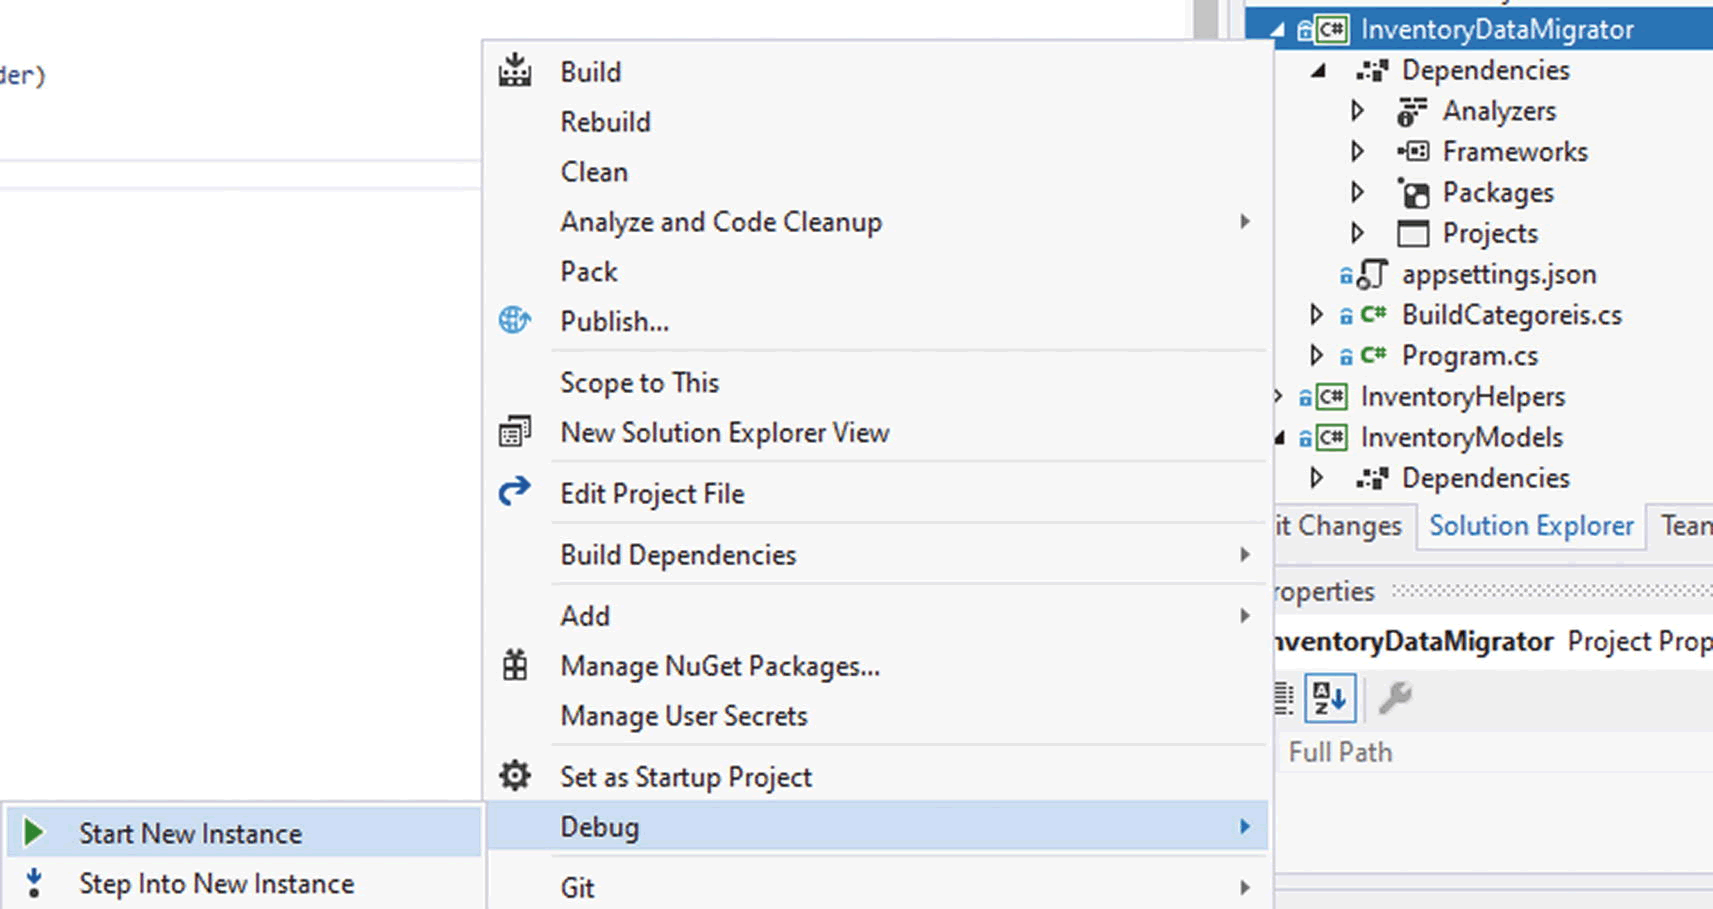 der)
Build
Rebuild
Clean
Analyze and Code Cleanup
Pack
Publish...
Scope to This
New Solution Explorer View
Edit Project File
Build Dependencies
Add
Manage NuGet Packages...
Manage User Secrets
Set as Startup Project
Debug
Git
Start New Instance
Step Into New Instance
C# InventoryDataMigrator
Dependencies
Analyzers
Frameworks
Packages
Projects
appsettings.json
C# BuildCategoreis.cs
C# Program.cs
C# InventoryHelpers
C# InventoryModels
Dependencies
it Changes Solution Explorer Team
roperties
nventoryDataMigrator Project Prop
A
Z
Full Path